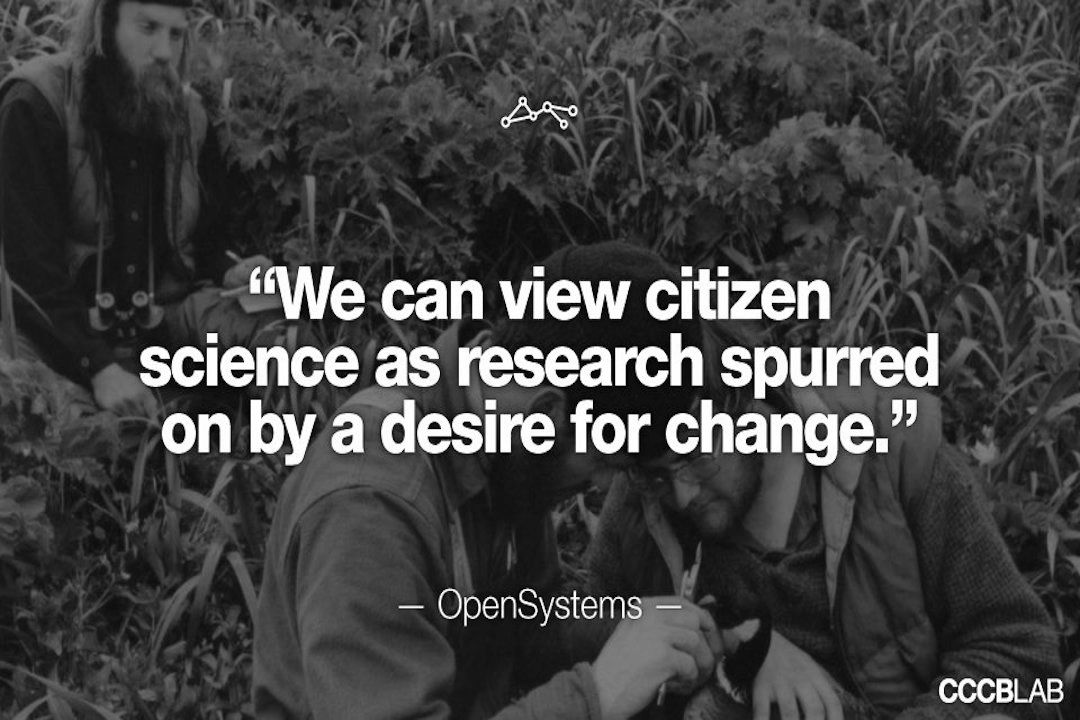 “We can view citizen
science as research spurred
on by a desire for change.”
— OpenSystems —
CCCBLAB